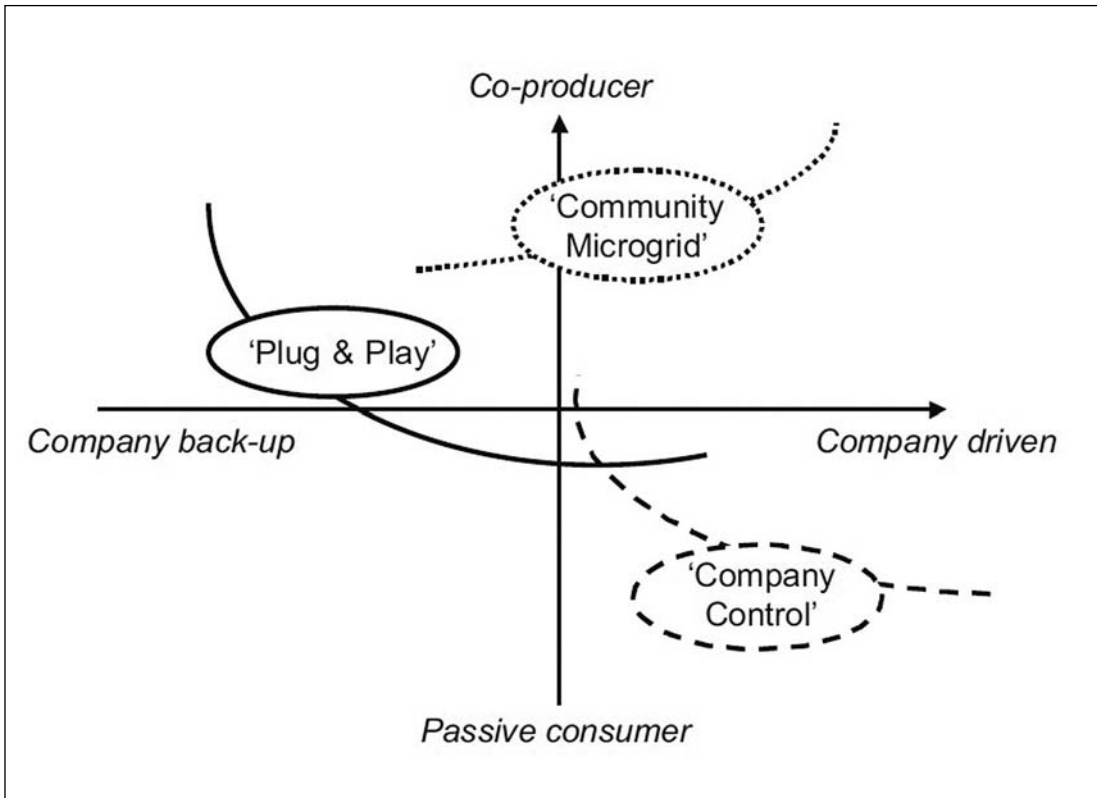 Co-producer
‘Community
Microgrid’
‘Plug & Play’
Company back-up
Company driven
‘Company
Control’
Passive consumer